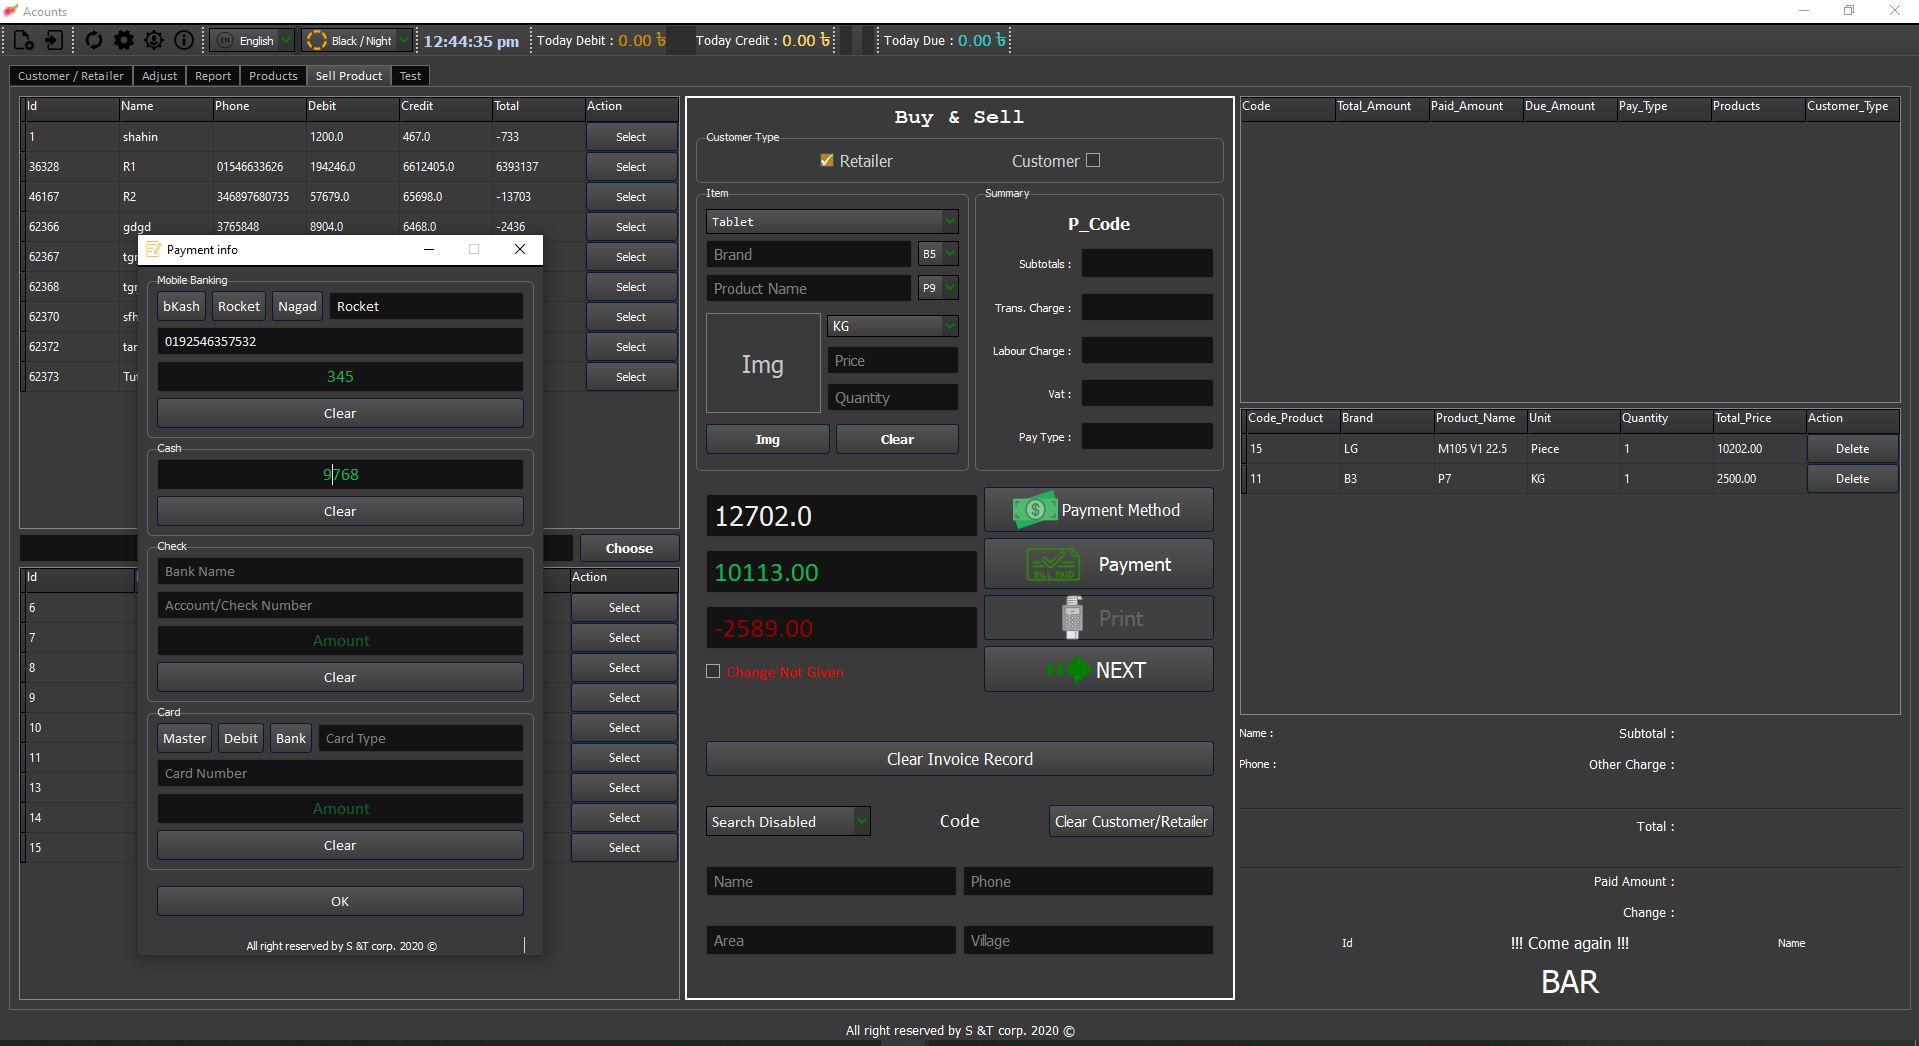 Acounts
EN English Black / Night 12:44:35 pm Today Debit : 0.00 ৳ Today Credit : 0.00 ৳ Today Due : 0.00 ৳
Customer / Retailer Adjust Report Products Sell Product Test
Id Name Phone Debit Credit Total Action
1 shahin 1200.0 467.0 -733 Select
36328 R1 01546633626 194246.0 6612405.0 6393137 Select
46167 R2 346897680735 57679.0 65698.0 -13703 Select
62366 gdgd 3765848 8904.0 6468.0 -2436 Select
62367 Select
62368 Select
62370 Select
62372 Select
62373 Select
Choose
Id Action
6 Select
7 Select
8 Select
9 Select
10 Select
11 Select
13 Select
14 Select
15 Select
Payment info
Mobile Banking
bKash Rocket Nagad Rocket
0192546357532
345
Clear
Cash
9768
Clear
Check
Bank Name
Account/Check Number
Amount
Clear
Card
Master Debit Bank Card Type
Card Number
Amount
Clear
OK
All right reserved by S &T corp. 2020 ©
Buy & Sell
Customer Type
Retailer Customer
Item
Tablet
Brand B5
Product Name P9
Img
KG
Price
Quantity
Img Clear
Summary
P_Code
Subtotals :
Trans. Charge :
Labour Charge :
Vat :
Pay Type :
12702.0 Payment Method
10113.00 BILL PAID Payment
-2589.00 Print
Change Not Given NEXT
Clear Invoice Record
Search Disabled Code Clear Customer/Retailer
Name Phone
Area Village
Code Total_Amount Paid_Amount Due_Amount Pay_Type Products Customer_Type
Code_Product Brand Product_Name Unit Quantity Total_Price Action
15 LG M105 V1 22.5 Piece 1 10202.00 Delete
11 B3 P7 KG 1 2500.00 Delete
Name : Subtotal :
Phone : Other Charge :
Total :
Paid Amount :
Change :
Id !!! Come again !!! Name
BAR
All right reserved by S &T corp. 2020 ©